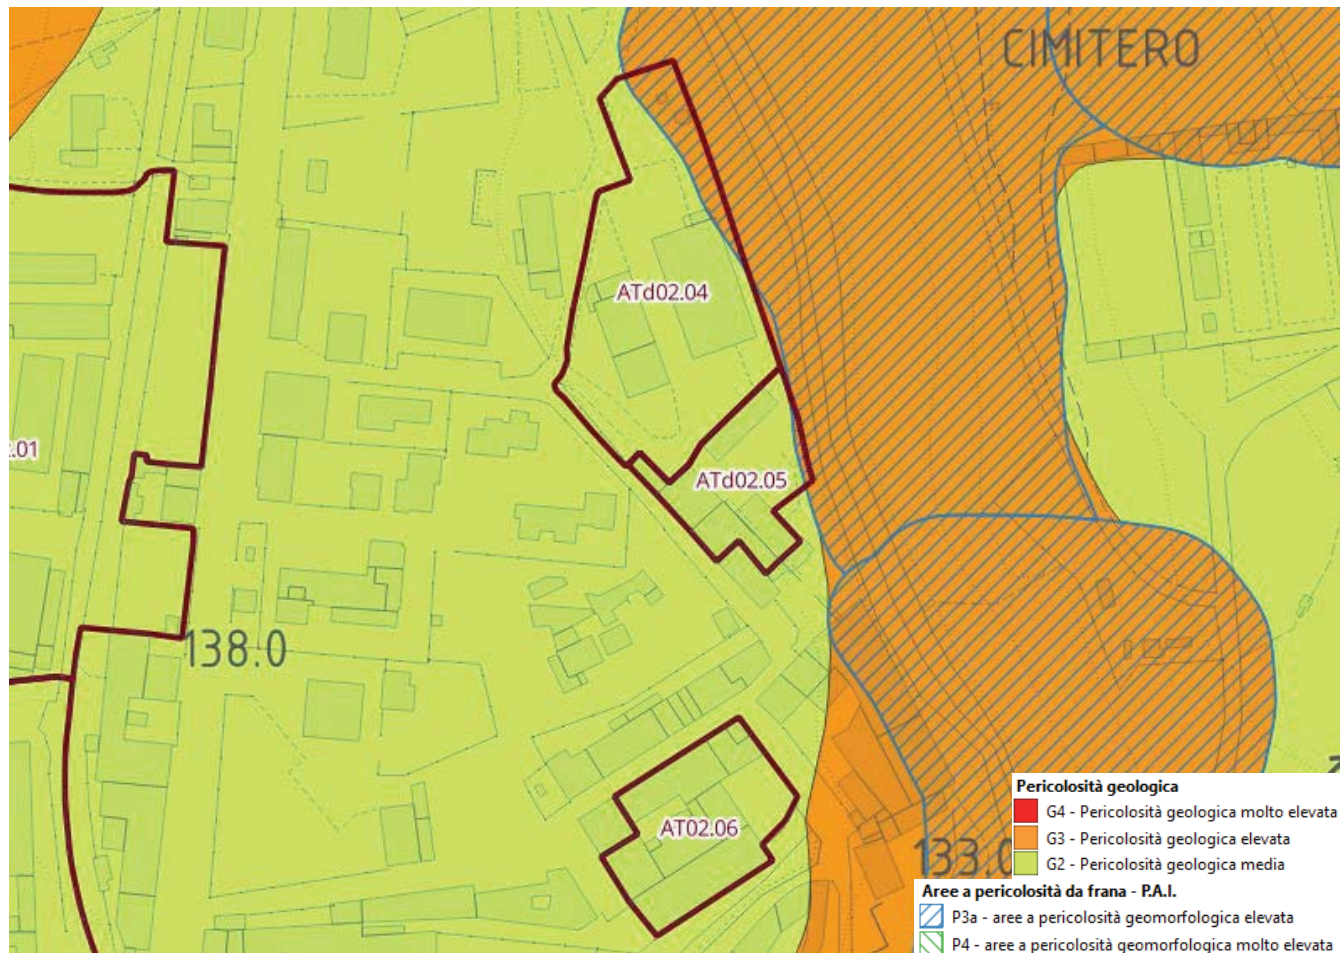 CIMITERO
ATd02.04
.01
ATd02.05
138.0
AT02.06
133.0
Pericolosità geologica
G4 - Pericolosità geologica molto elevata
G3 - Pericolosità geologica elevata
G2 - Pericolosità geologica media
Aree a pericolosità da frana - P.A.I.
P3a - aree a pericolosità geomorfologica elevata
P4 - aree a pericolosità geomorfologica molto elevata